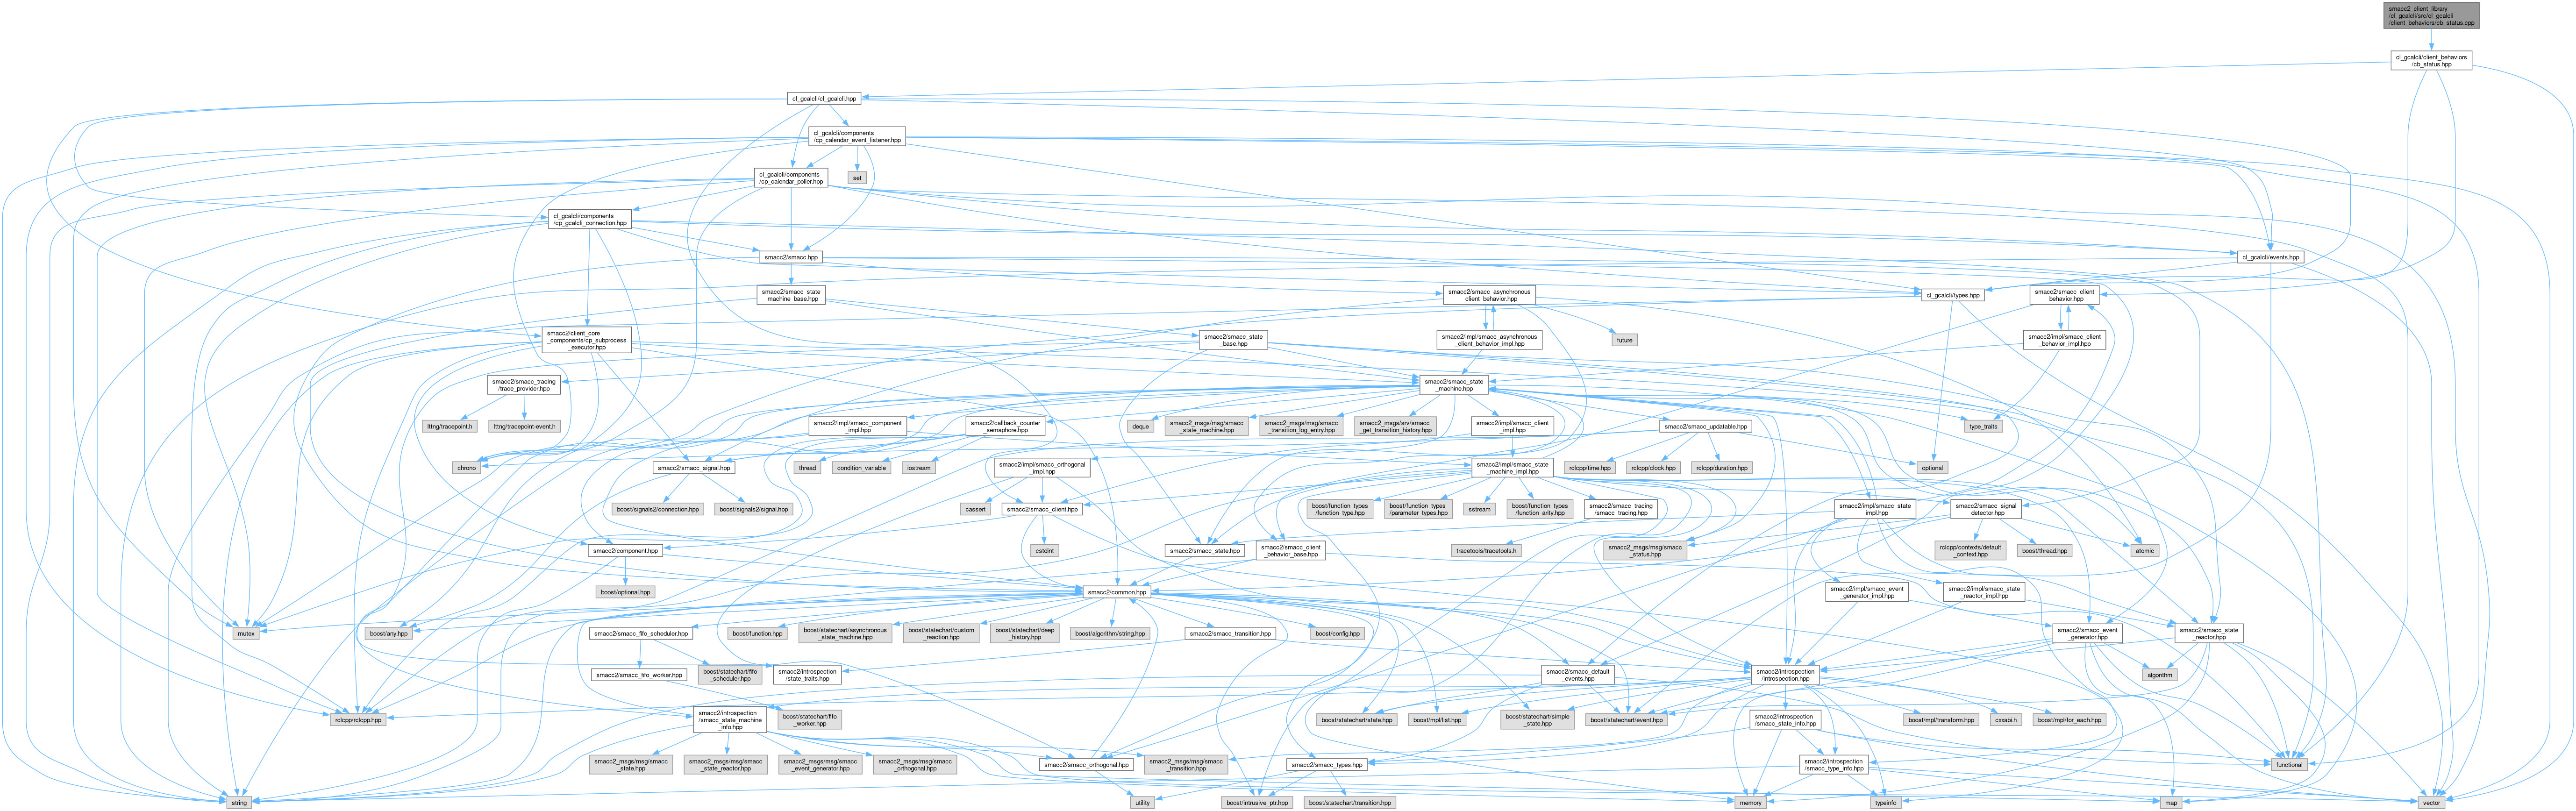 smacc2_client_library
/cl_gcalcli/src/cl_gcalcli
/client_behaviors/cb_status.cpp
cl_gcalcli/client_behaviors
/cb_status.hpp
cl_gcalcli/cl_gcalcli.hpp
cl_gcalcli/components
/cp_calendar_event_listener.hpp
cl_gcalcli/components
/cp_calendar_poller.hpp
set
cl_gcalcli/components
/cp_gcalcli_connection.hpp
smacc2/smacc.hpp
cl_gcalcli/events.hpp
smacc2/smacc_state
_machine_base.hpp
smacc2/smacc_asynchronous
_client_behavior.hpp
cl_gcalcli/types.hpp
smacc2/smacc_client
_behavior.hpp
smacc2/client_core
_components/cp_subprocess
_executor.hpp
smacc2/smacc_state
_base.hpp
smacc2/impl/smacc_asynchronous
_client_behavior_impl.hpp
future
smacc2/impl/smacc_client
_behavior_impl.hpp
smacc2/smacc_tracing
/trace_provider.hpp
smacc2/smacc_state
_machine.hpp
lttng/tracepoint.h
lttng/tracepoint-event.h
smacc2/impl/smacc_component
_impl.hpp
smacc2/callback_counter
_semaphore.hpp
deque
smacc2_msgs/msg/smacc
_state_machine.hpp
smacc2_msgs/msg/smacc
_transition_log_entry.hpp
smacc2_msgs/srv/smacc
_get_transition_history.hpp
smacc2/impl/smacc_client
_impl.hpp
smacc2/smacc_updatable.hpp
type_traits
chrono
smacc2/smacc_signal.hpp
thread
condition_variable
iostream
smacc2/impl/smacc_orthogonal
_impl.hpp
smacc2/impl/smacc_state
_machine_impl.hpp
rclcpp/time.hpp
rclcpp/clock.hpp
rclcpp/duration.hpp
optional
boost/signals2/connection.hpp
boost/signals2/signal.hpp
cassert
smacc2/smacc_client.hpp
boost/function_types
/function_type.hpp
boost/function_types
/parameter_types.hpp
sstream
boost/function_types
/function_arity.hpp
smacc2/smacc_tracing
/smacc_tracing.hpp
smacc2/impl/smacc_state
_impl.hpp
smacc2/smacc_signal
_detector.hpp
smacc2/component.hpp
cstdint
smacc2/smacc_state.hpp
smacc2/smacc_client
_behavior_base.hpp
tracetools/tracetools.h
smacc2_msgs/msg/smacc
_status.hpp
rclcpp/contexts/default
_context.hpp
boost/thread.hpp
atomic
boost/optional.hpp
smacc2/common.hpp
smacc2/impl/smacc_event
_generator_impl.hpp
smacc2/impl/smacc_state
_reactor_impl.hpp
mutex
boost/any.hpp
smacc2/smacc_fifo_scheduler.hpp
boost/function.hpp
boost/statechart/asynchronous
_state_machine.hpp
boost/statechart/custom
_reaction.hpp
boost/statechart/deep
_history.hpp
boost/algorithm/string.hpp
smacc2/smacc_transition.hpp
boost/config.hpp
smacc2/smacc_event
_generator.hpp
smacc2/smacc_state
_reactor.hpp
smacc2/smacc_fifo_worker.hpp
boost/statechart/fifo
_scheduler.hpp
smacc2/introspection
/state_traits.hpp
smacc2/smacc_default
_events.hpp
smacc2/introspection
/introspection.hpp
algorithm
rclcpp/rclcpp.hpp
smacc2/introspection
/smacc_state_machine
_info.hpp
boost/statechart/fifo
_worker.hpp
boost/statechart/state.hpp
boost/mpl/list.hpp
boost/statechart/simple
_state.hpp
boost/statechart/event.hpp
smacc2/introspection
/smacc_state_info.hpp
boost/mpl/transform.hpp
cxxabi.h
boost/mpl/for_each.hpp
smacc2_msgs/msg/smacc
_state.hpp
smacc2_msgs/msg/smacc
_state_reactor.hpp
smacc2_msgs/msg/smacc
_event_generator.hpp
smacc2_msgs/msg/smacc
_orthogonal.hpp
smacc2/smacc_orthogonal.hpp
smacc2_msgs/msg/smacc
_transition.hpp
smacc2/smacc_types.hpp
smacc2/introspection
/smacc_type_info.hpp
functional
string
utility
boost/intrusive_ptr.hpp
boost/statechart/transition.hpp
memory
typeinfo
map
vector